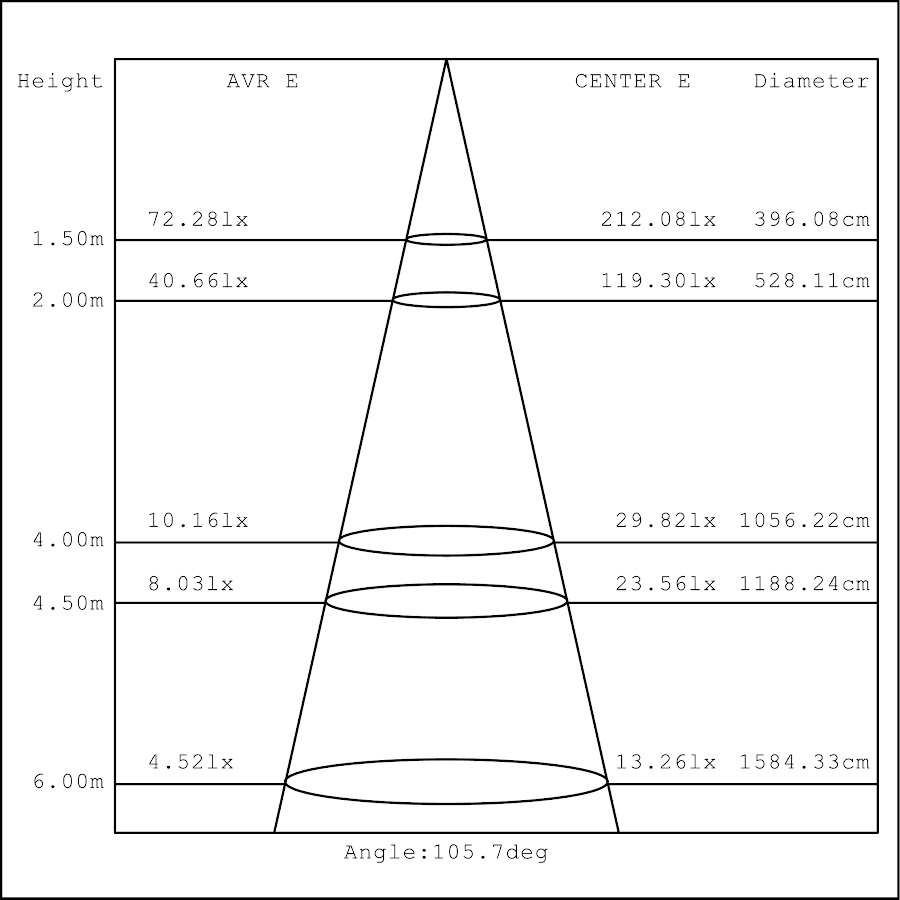 Height AVR E CENTER E Diameter
72.28lx 212.08lx 396.08cm
1.50m
40.66lx 119.30lx 528.11cm
2.00m
10.16lx 29.82lx 1056.22cm
4.00m
8.03lx 23.56lx 1188.24cm
4.50m
4.52lx 13.26lx 1584.33cm
6.00m
Angle:105.7deg